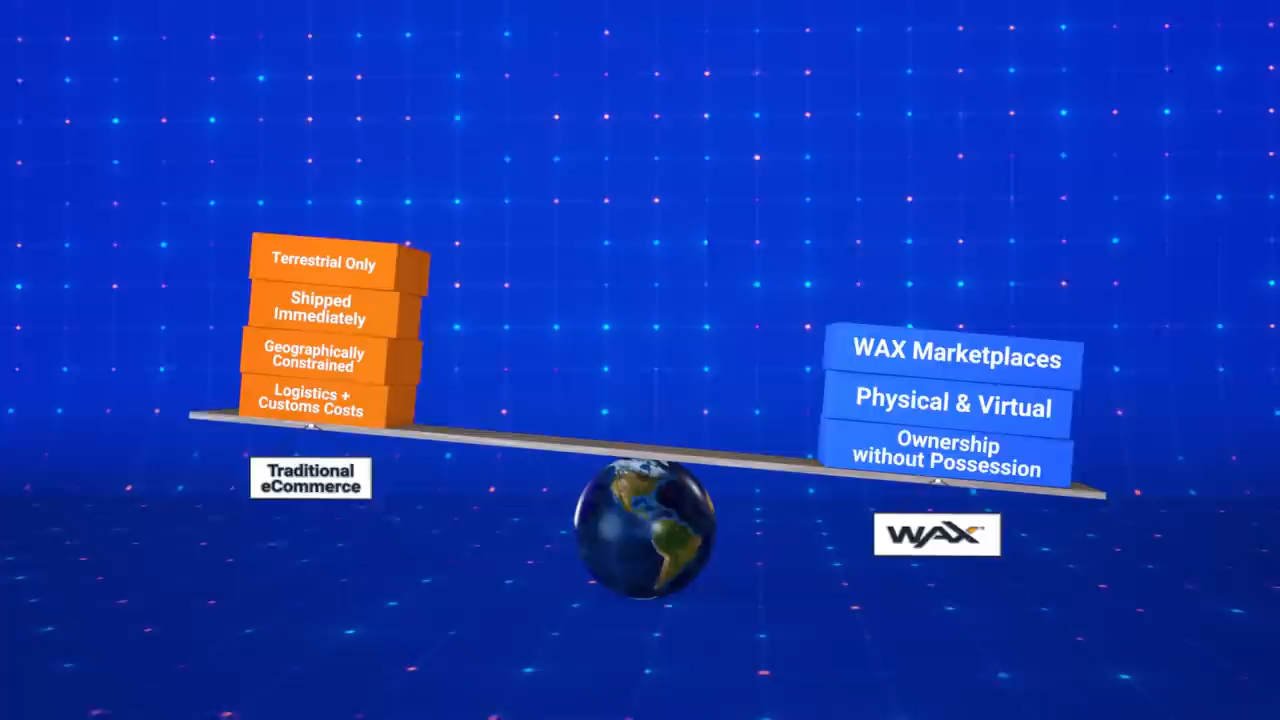 Terrestrial Only
Shipped
Immediately
Geographically
Constrained
Logistics +
Customs Costs
Traditional
eCommerce
WAX Marketplaces
Physical & Virtual
Ownership
without Possession
WAX